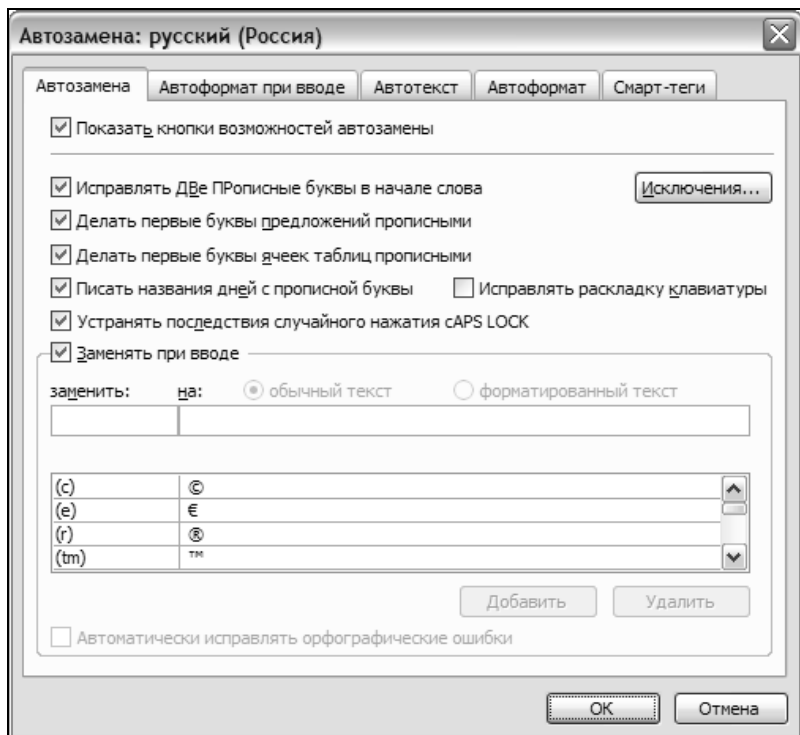 Автозамена: русский (Россия)
Автозамена Автоформат при вводе Автотекст Автоформат Смарт-теги
Показать кнопки возможностей автозамены
Исправлять ДВе ПРописные буквы в начале слова Исключения...
Делать первые буквы предложений прописными
Делать первые буквы ячеек таблиц прописными
Писать названия дней с прописной буквы Исправлять раскладку клавиатуры
Устранять последствия случайного нажатия cAPS LOCK
Заменять при вводе
заменить: на: обычный текст форматированный текст
(c) ©
(e) €
(r) ®
(tm) ™
Добавить Удалить
Автоматически исправлять орфографические ошибки
OK Отмена